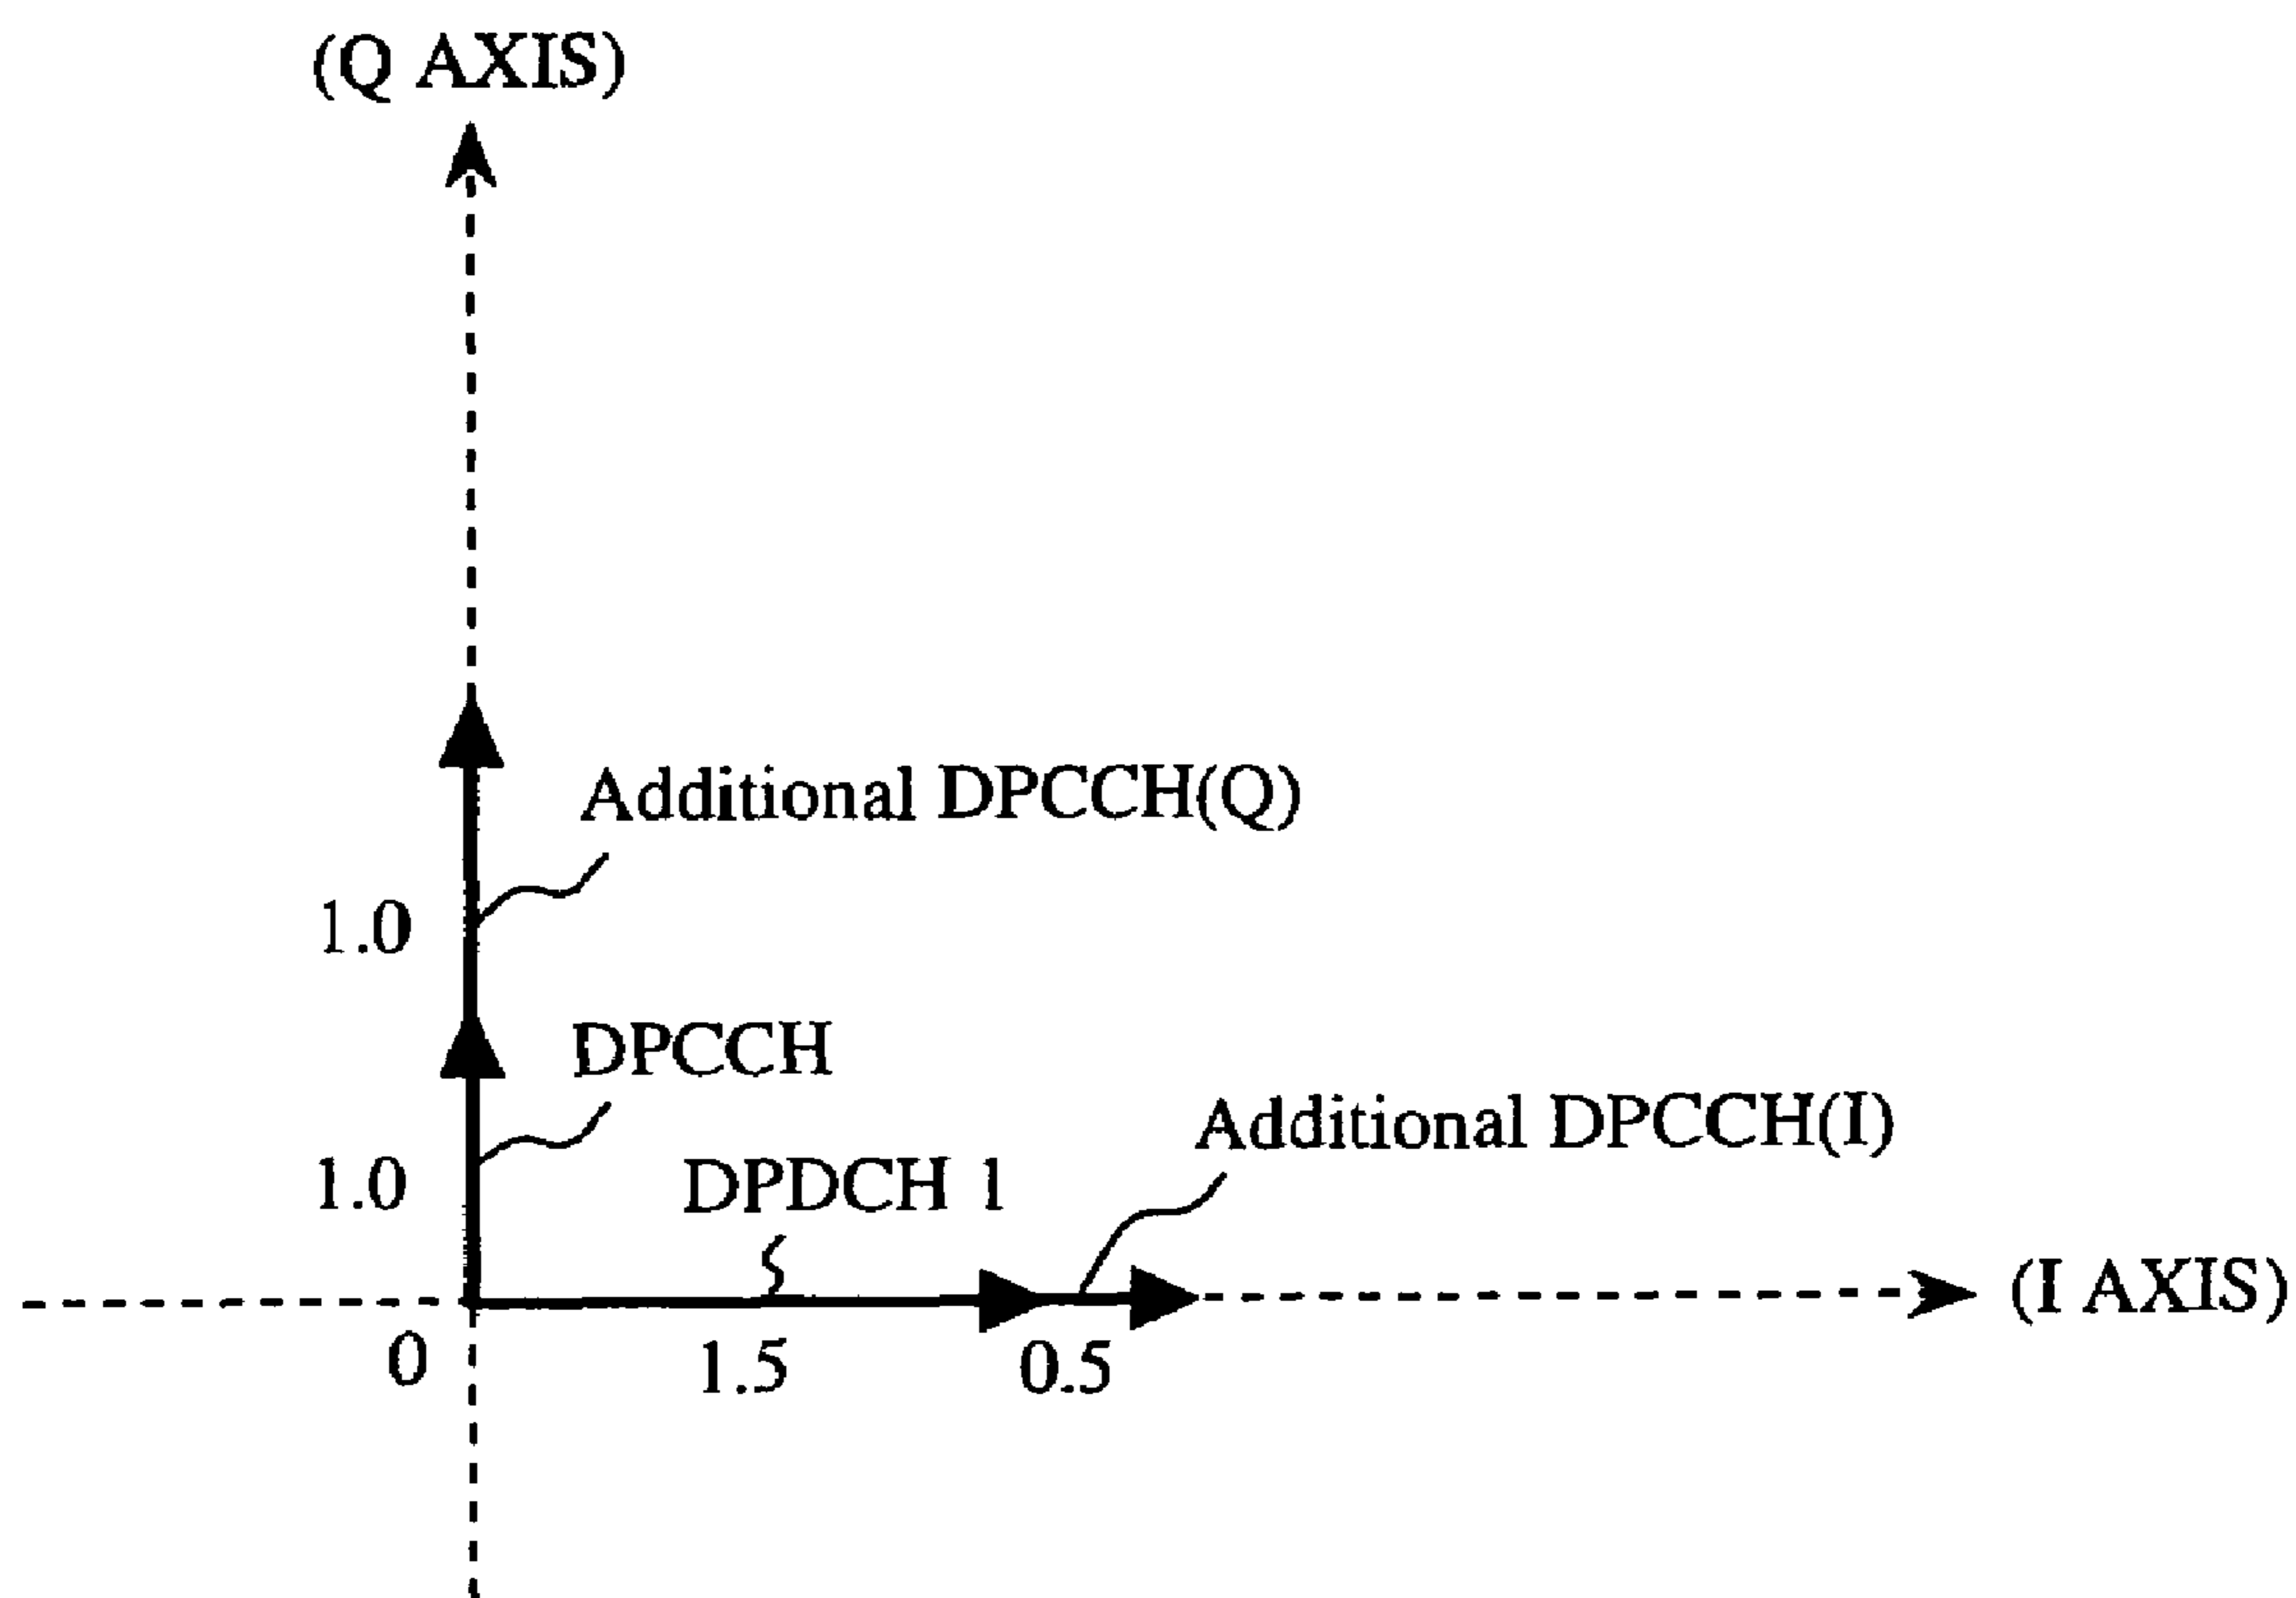 (Q AXIS)
Additional DPCCH(Q)
1.0
DPCCH
Additional DPCCH(I)
1.0
DPDCH 1
(I AXIS)
0
1.5
0.5